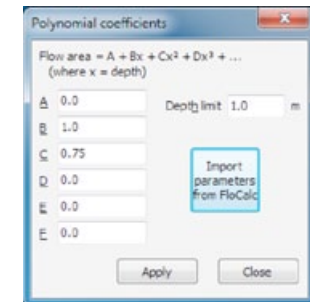 Polynomial coefficients
Flow area = A + Bx + Cx² + Dx³ + ...
(where x = depth)
A 0.0
Depth limit 1.0 m
B 1.0
C 0.75
D 0.0
E 0.0
F 0.0
Import
parameters
from FloCalc
Apply
Close